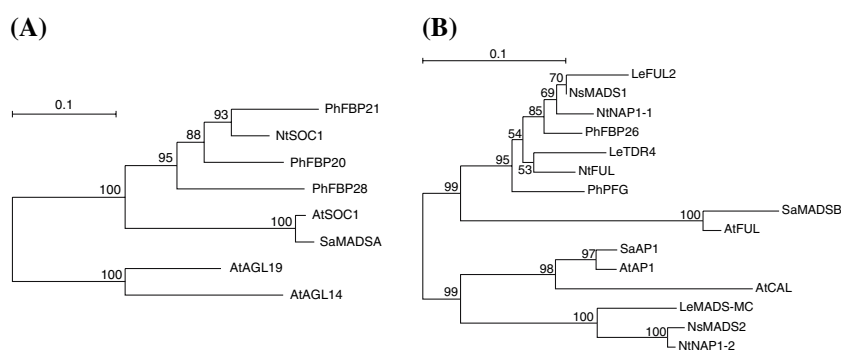 (A)
0.1
PhFBP21
93
NtSOC1
88
PhFBP20
95
PhFBP28
100
AtSOC1
100
SaMADSA
AtAGL19
100
AtAGL14
(B)
0.1
LeFUL2
70
NsMADS1
69
NtNAP1-1
85
PhFBP26
54
LeTDR4
53
NtFUL
95
PhPFG
99
SaMADSB
100
AtFUL
SaAP1
97
AtAP1
98
AtCAL
99
LeMADS-MC
100
NsMADS2
100
NtNAP1-2